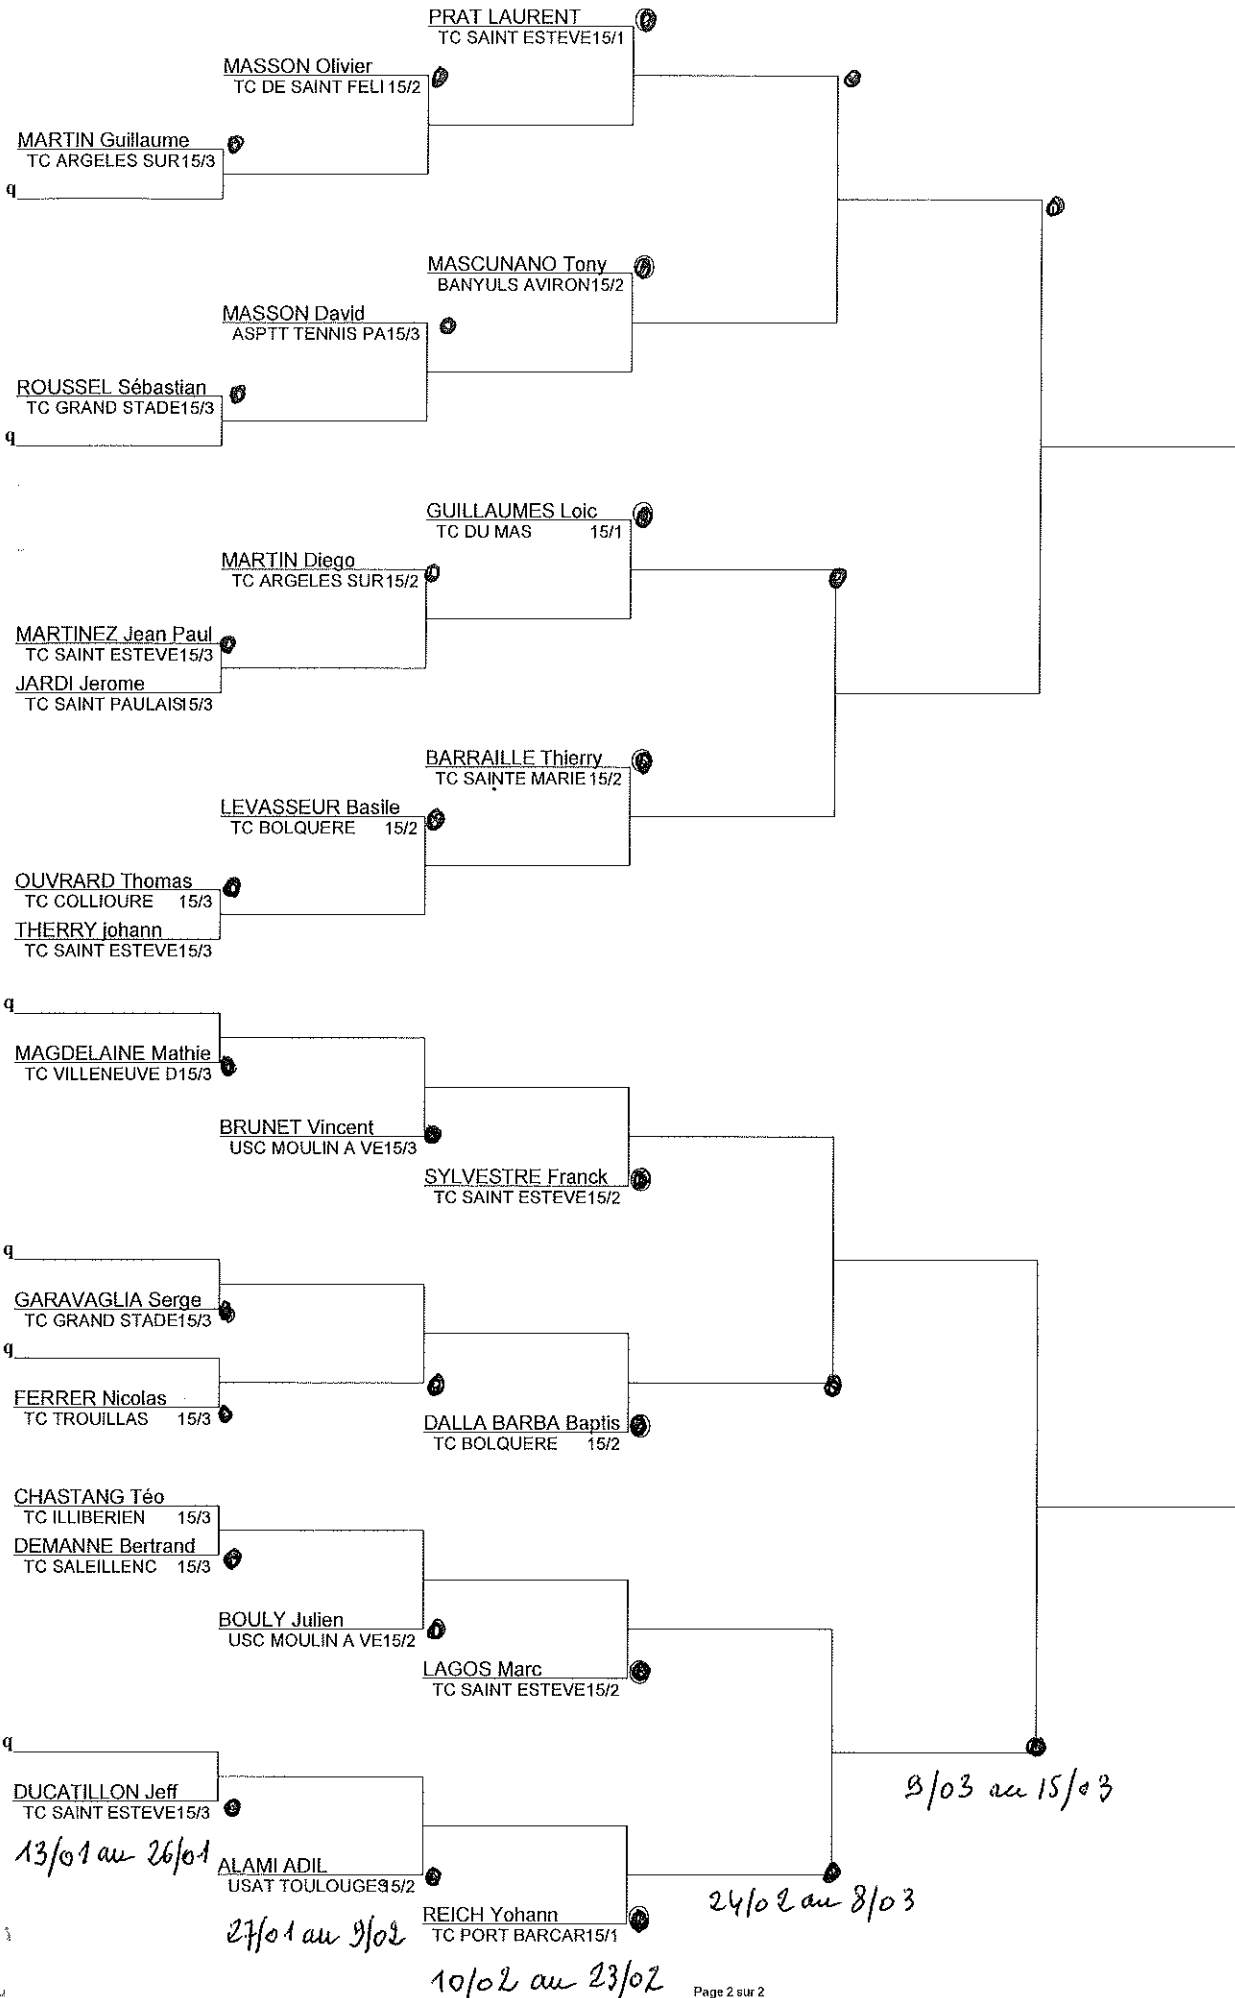 PRAT LAURENT
TC SAINT ESTEVE15/1
MASSON Olivier
TC DE SAINT FELI 15/2
MARTIN Guillaume
TC ARGELES SUR15/3
q
MASCUNANO Tony
BANYULS AVIRON15/2
MASSON David
ASPTT TENNIS PA15/3
ROUSSEL Sébastian
TC GRAND STADE15/3
q
GUILLAUMES Loic
TC DU MAS 15/1
MARTIN Diego
TC ARGELES SUR15/2
MARTINEZ Jean Paul
TC SAINT ESTEVE15/3
JARDI Jerome
TC SAINT PAULAIS15/3
BARRAILLE Thierry
TC SAINTE MARIE 15/2
LEVASSEUR Basile
TC BOLQUERE 15/2
OUVRARD Thomas
TC COLLIOURE 15/3
THERRY johann
TC SAINT ESTEVE15/3
q
MAGDELAINE Mathie
TC VILLENEUVE D15/3
BRUNET Vincent
USC MOULIN A VE15/3
SYLVESTRE Franck
TC SAINT ESTEVE15/2
q
GARAVAGLIA Serge
TC GRAND STADE15/3
q
FERRER Nicolas
TC TROUILLAS 15/3
DALLA BARBA Baptis
TC BOLQUERE 15/2
CHASTANG Téo
TC ILLIBERIEN 15/3
DEMANNE Bertrand
TC SALEILLENC 15/3
BOULY Julien
USC MOULIN A VE15/2
LAGOS Marc
TC SAINT ESTEVE15/2
q
DUCATILLON Jeff
TC SAINT ESTEVE15/3
9/03 au 15/03
13/01 au 26/01
ALAMI ADIL
USAT TOULOUGES15/2
24/02 au 8/03
REICH Yohann
TC PORT BARCAR15/1
27/01 au 9/02
10/02 au 23/02
Page 2 sur 2